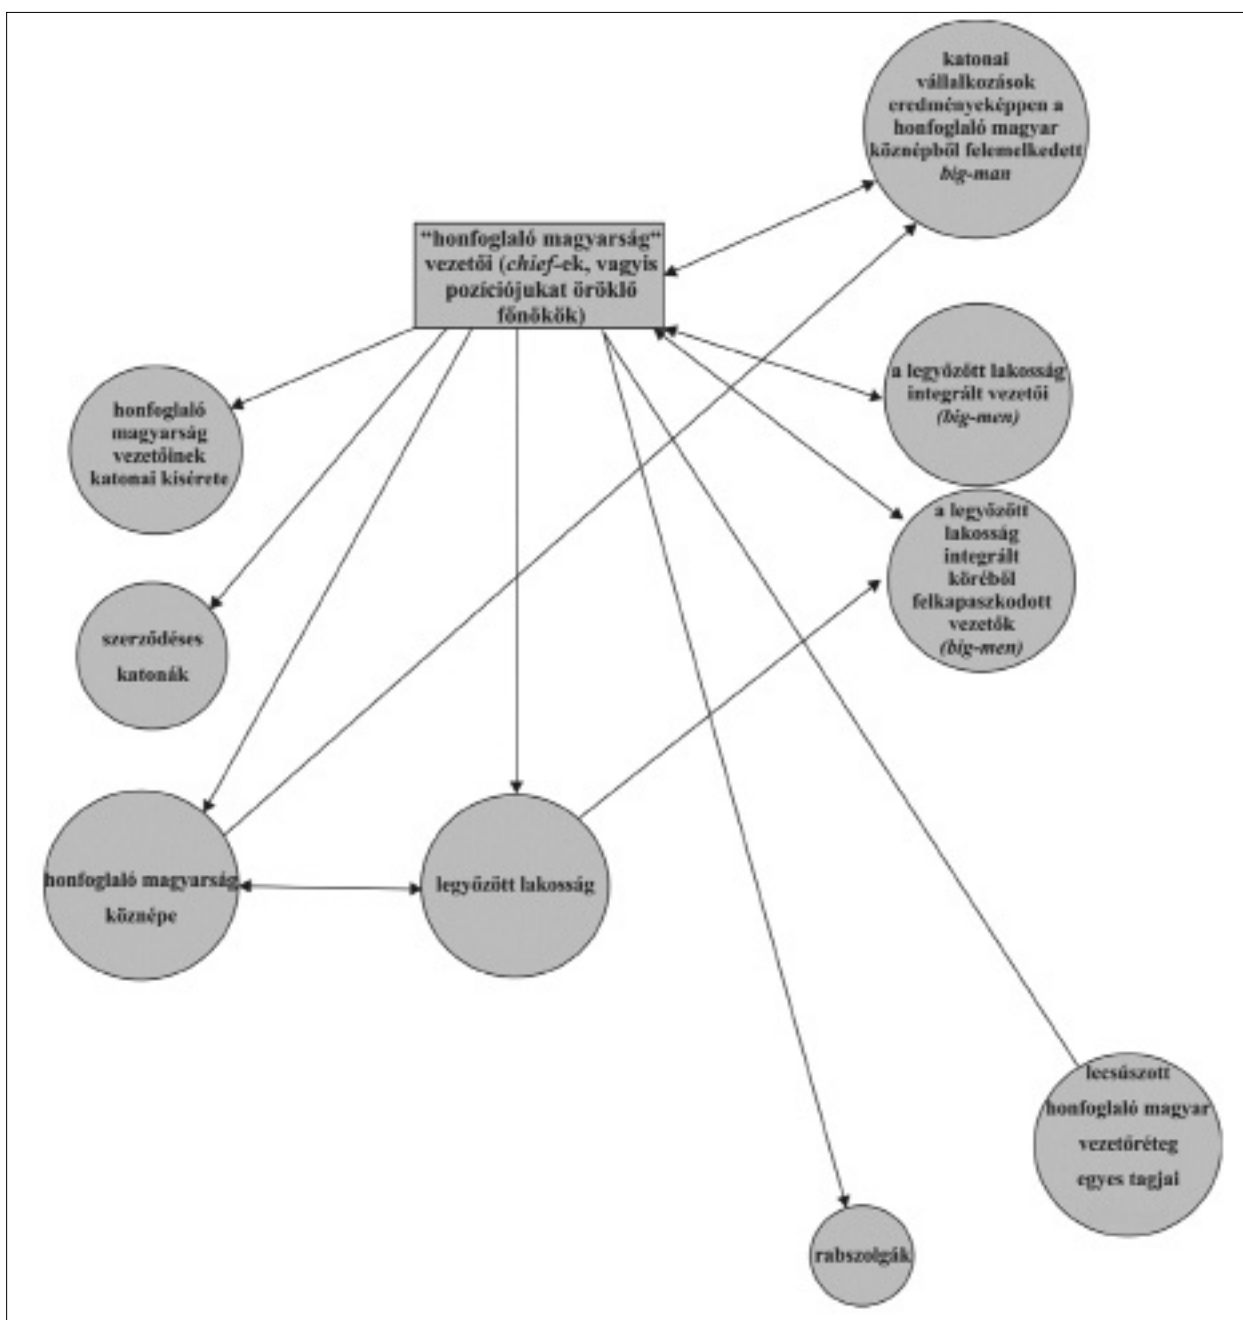 katonai
vállalkozások
eredményeképpen a
honfoglaló magyar
köznépből felemelkedett
big-man
“honfoglaló magyarság“
vezetői (chief-ek, vagyis
pozíciójukat öröklő
főnökök)
a legyőzött lakosság
integrált vezetői
(big-men)
honfoglaló
magyarság
vezetőinek
katonai kisérete
a legyőzött
lakosság
integrált
köréből
felkapaszkodott
vezetők
(big-men)
szerződéses
katonák
honfoglaló magyarság
köznépe
legyőzött lakosság
lecsúszott
honfoglaló magyar
vezetőréteg
egyes tagjai
rabszolgák